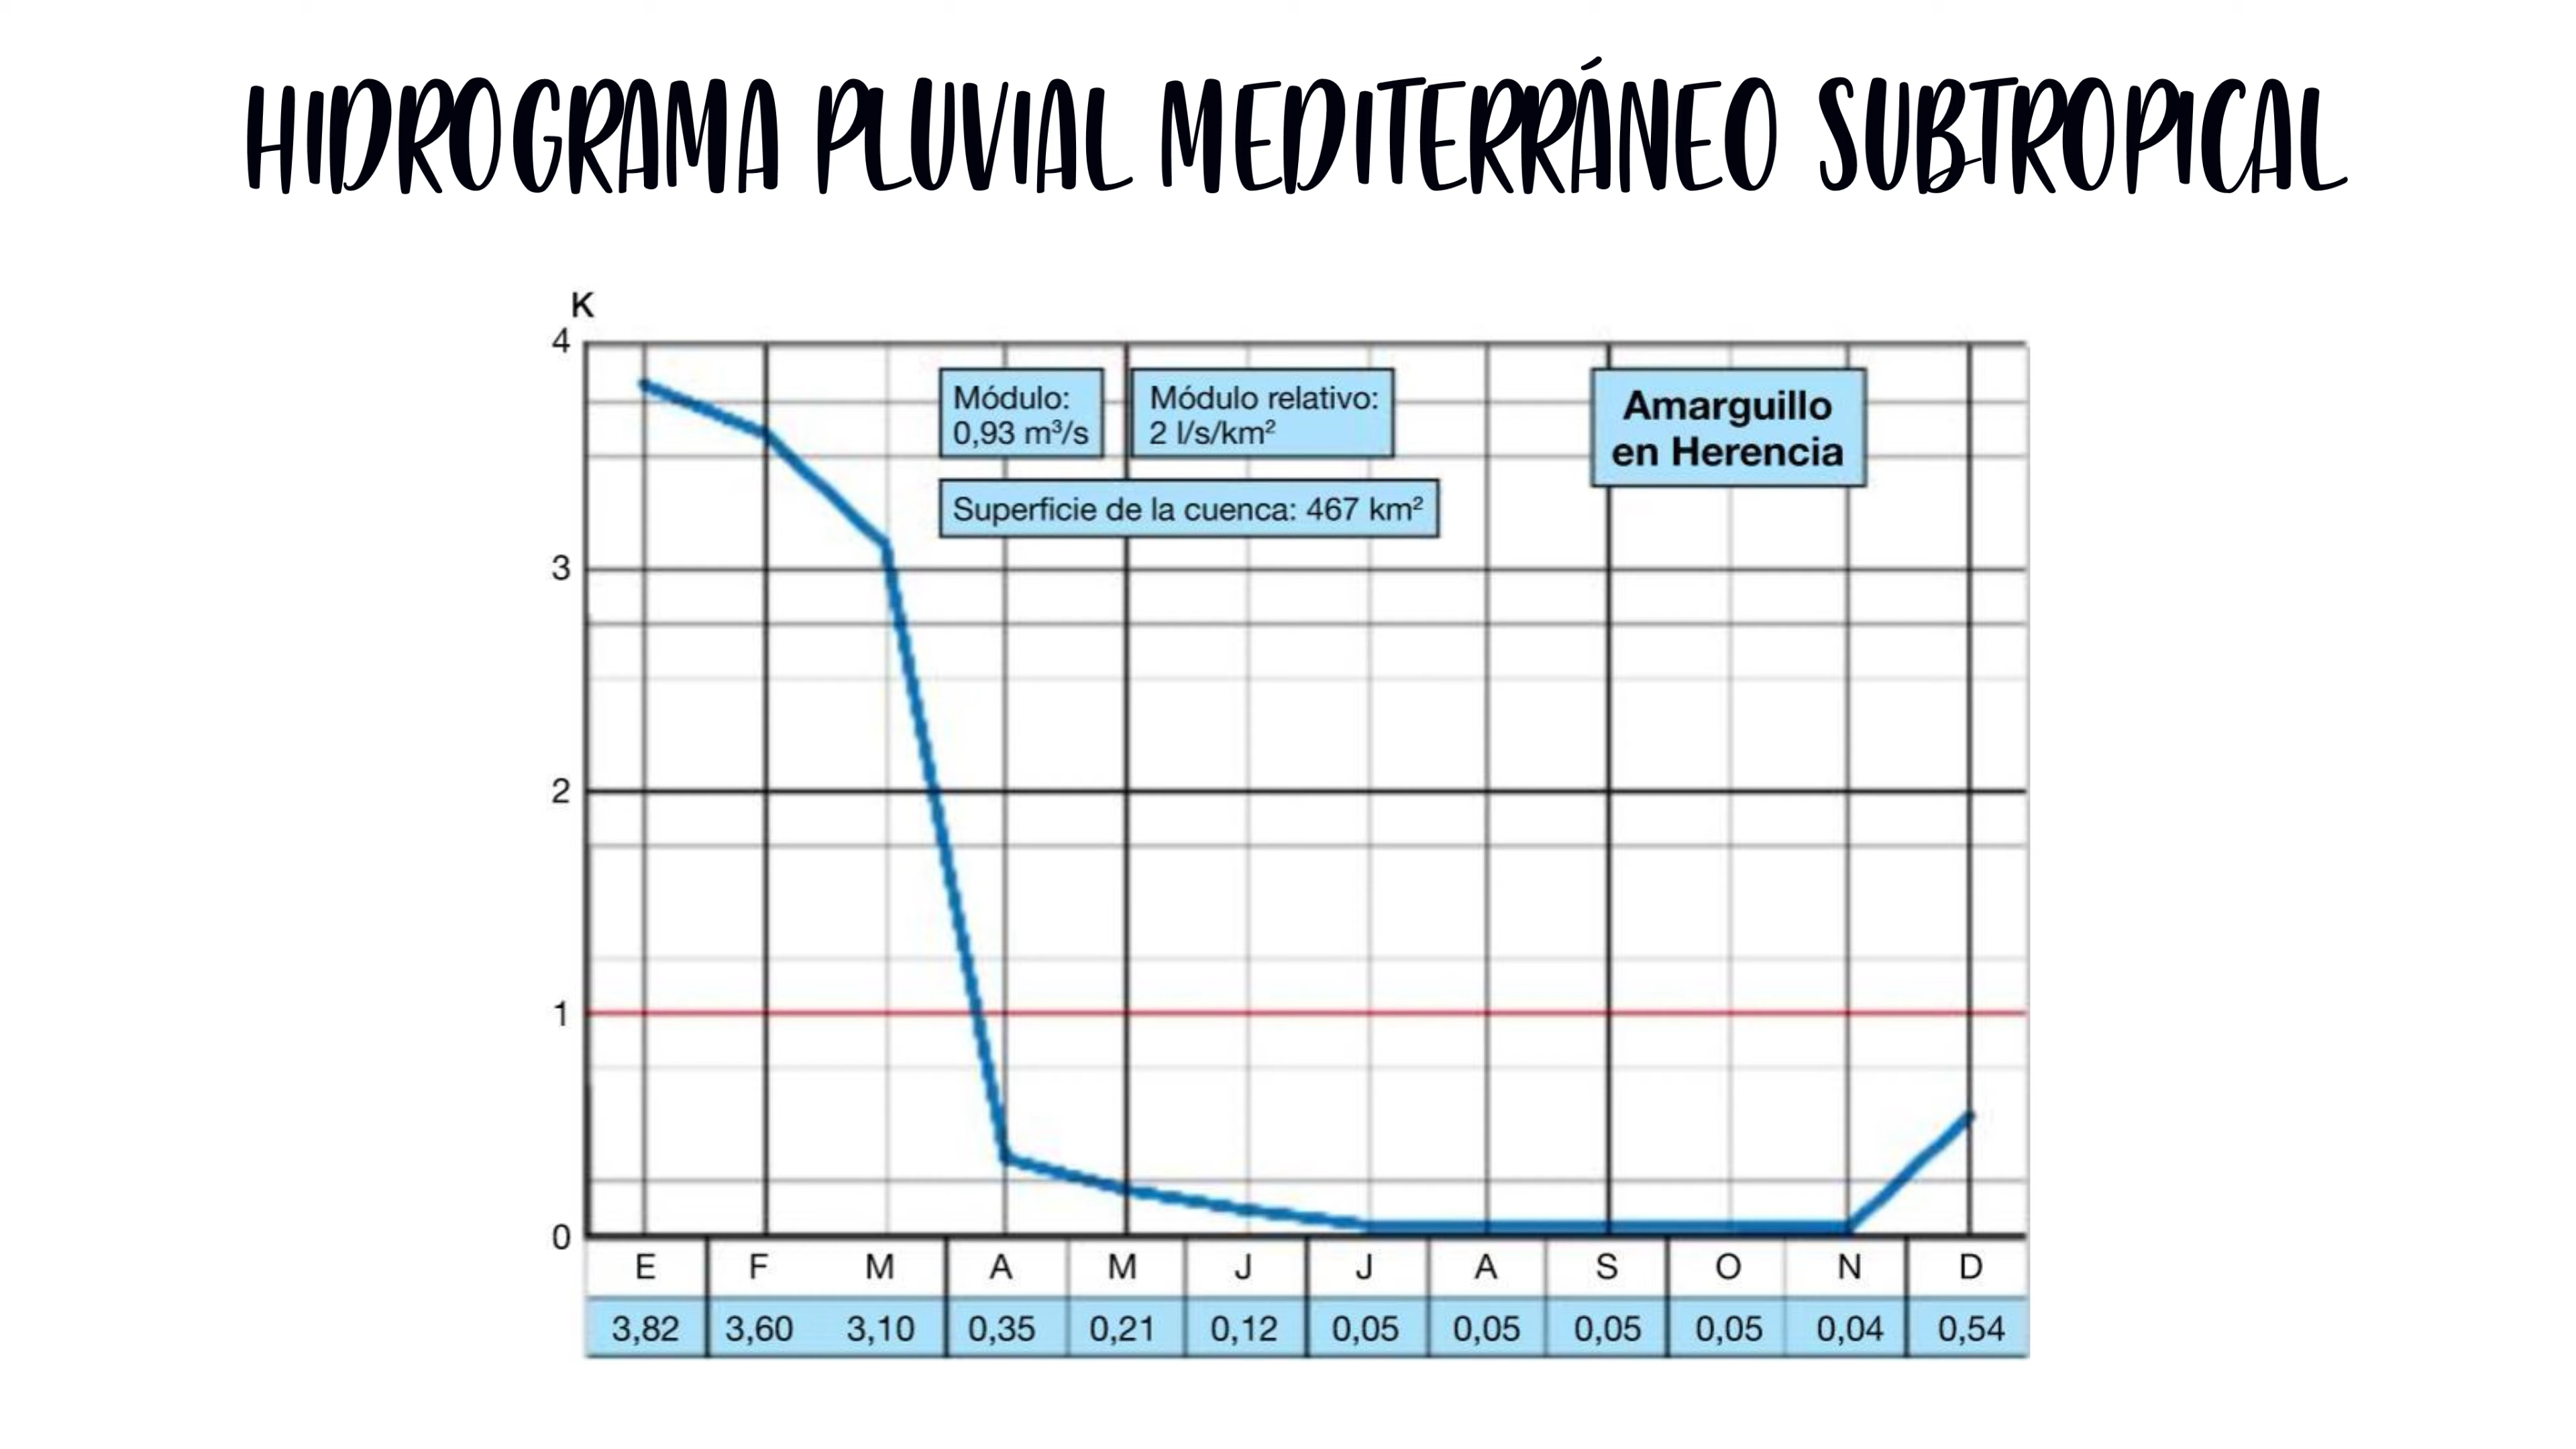 HIDROGRAMA PLUVIAL MEDITERRÁNEO SUBTROPICAL
K
4
3
2
1
0
Módulo:
0,93 m³/s
Módulo relativo:
2 l/s/km²
Superficie de la cuenca: 467 km²
Amarguillo
en Herencia
E F M A M J J A S O N D
3,82 3,60 3,10 0,35 0,21 0,12 0,05 0,05 0,05 0,05 0,04 0,54